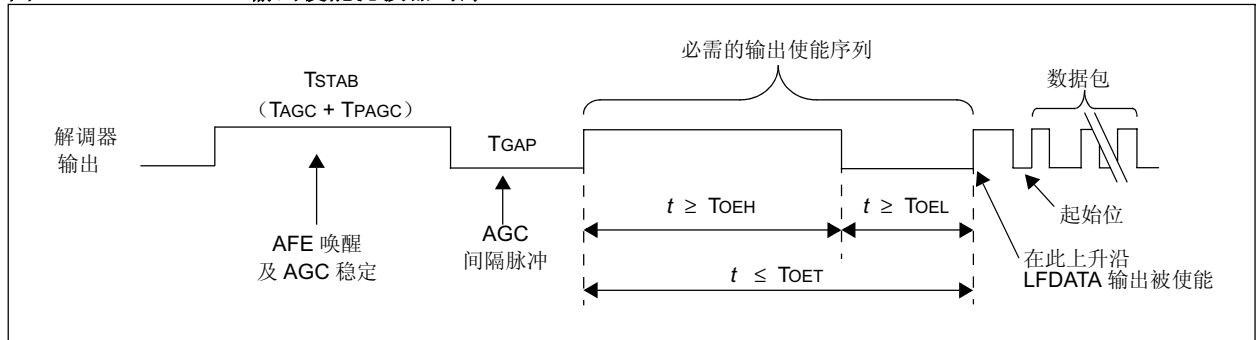 必需的输出使能序列
数据包
TSTAB
（TAGC + TPAGC）
解调器
输出
TGAP
t ≥ TOEH
t ≥ TOEL
起始位
AFE 唤醒
及 AGC 稳定
AGC
间隔脉冲
在此上升沿
LFDATA 输出被使能
t ≤ TOET